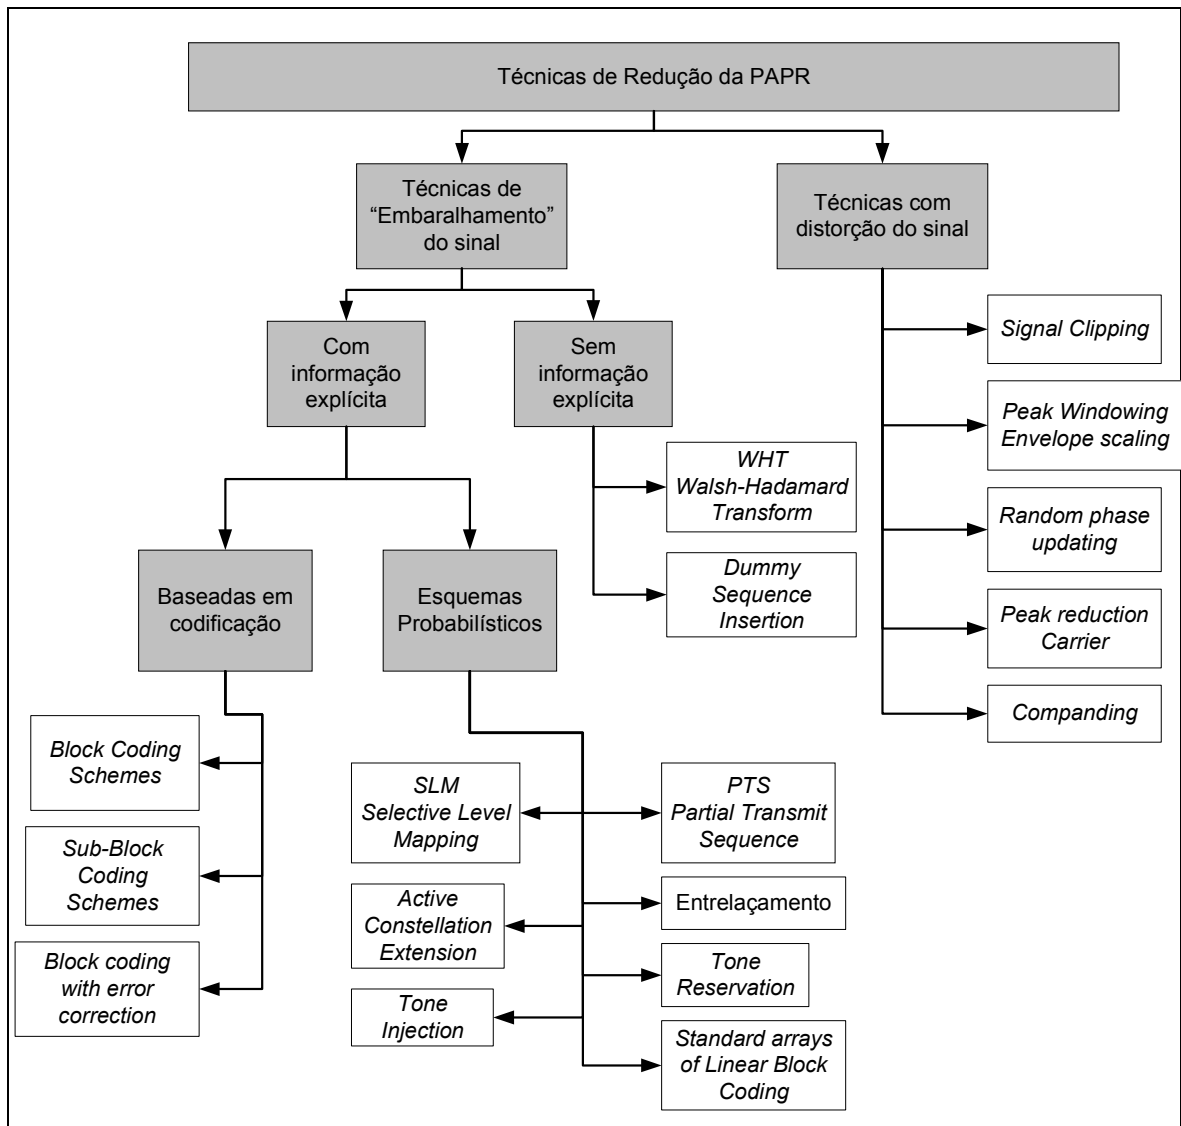 Técnicas de Redução da PAPR
Técnicas de
“Embaralhamento”
do sinal
Técnicas com
distorção do sinal
Com
informação
explícita
Sem
informação
explícita
Signal Clipping
Peak Windowing
Envelope scaling
WHT
Walsh-Hadamard
Transform
Random phase
updating
Baseadas em
codificação
Esquemas
Probabilísticos
Dummy
Sequence
Insertion
Peak reduction
Carrier
Companding
Block Coding
Schemes
SLM
Selective Level
Mapping
PTS
Partial Transmit
Sequence
Sub-Block
Coding
Schemes
Active
Constellation
Extension
Entrelaçamento
Block coding
with error
correction
Tone
Injection
Tone
Reservation
Standard arrays
of Linear Block
Coding